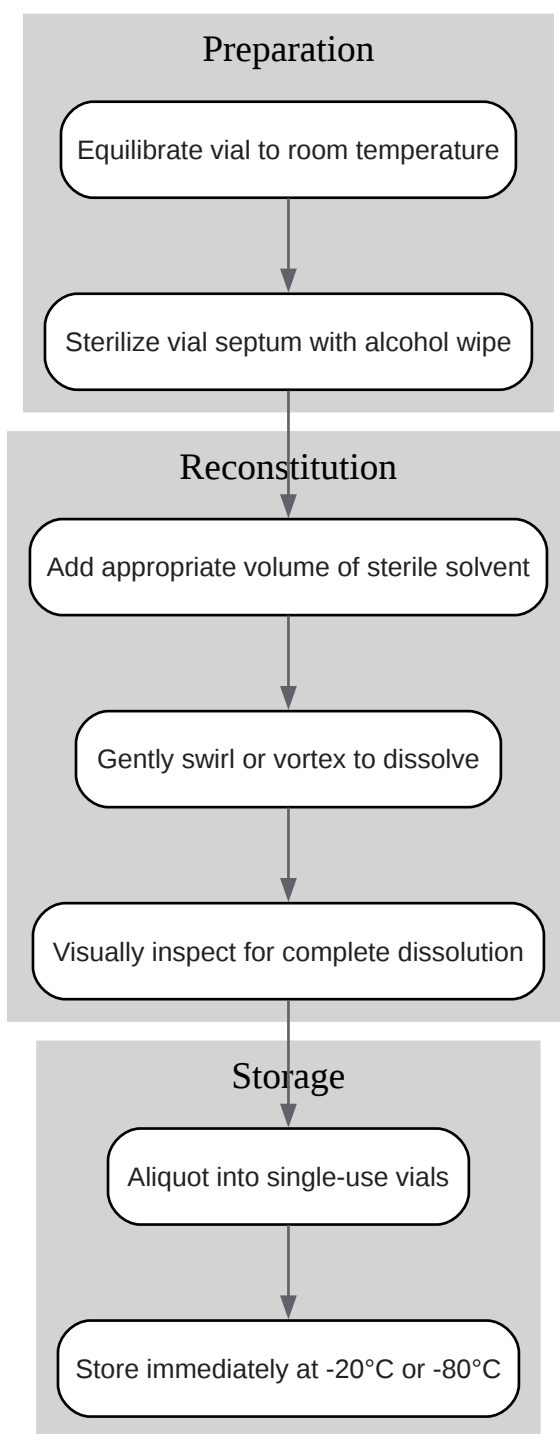 Preparation
Equilibrate vial to room temperature
Sterilize vial septum with alcohol wipe
Reconstitution
Add appropriate volume of sterile solvent
Gently swirl or vortex to dissolve
Visually inspect for complete dissolution
Storage
Aliquot into single-use vials
Store immediately at -20°C or -80°C